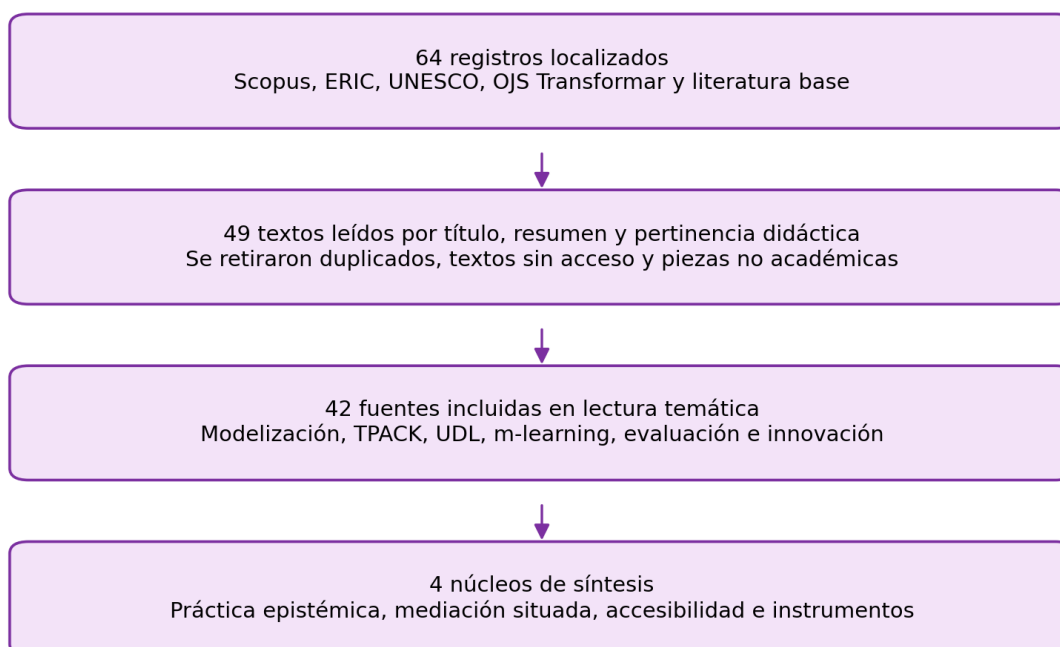 64 registros localizados
Scopus, ERIC, UNESCO, OJS Transformar y literatura base
49 textos leídos por título, resumen y pertinencia didáctica
Se retiraron duplicados, textos sin acceso y piezas no académicas
42 fuentes incluidas en lectura temática
Modelización, TPACK, UDL, m-learning, evaluación e innovación
4 núcleos de síntesis
Práctica epistémica, mediación situada, accesibilidad e instrumentos